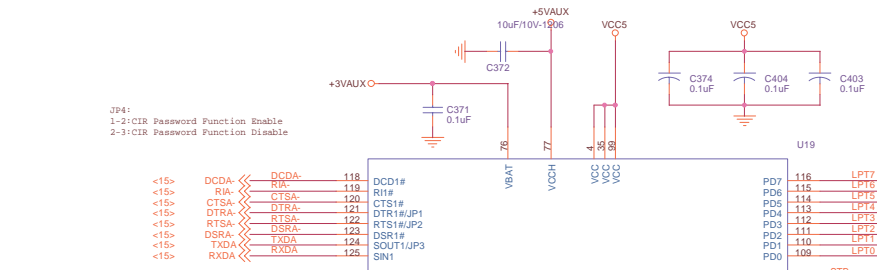 +5VAUX
10uF/10V-1206
VCC5
VCC5
C372
+3VAUX
C374
0.1uF
C404
0.1uF
C403
0.1uF
C371
0.1uF
JP4:
1-2:CIR Password Function Enable
2-3:CIR Password Function Disable
76
77
4
35
99
U19
VBAT
VCCH
VCC
VCC
VCC
<15> DCDA- DCDA- 118 DCD1#
<15> RIA- RIA- 119 RI1#
<15> CTSA- CTSA- 120 CTS1#
<15> DTRA- DTRA- 121 DTR1#/JP1
<15> RTSA- RTSA- 122 RTS1#/JP2
<15> DSRA- DSRA- 123 DSR1#
<15> TXDA TXDA 124 SOUT1/JP3
<15> RXDA RXDA 125 SIN1
PD7 116 LPT7
PD6 115 LPT6
PD5 114 LPT5
PD4 113 LPT4
PD3 112 LPT3
PD2 111 LPT2
PD1 110 LPT1
PD0 109 LPT0